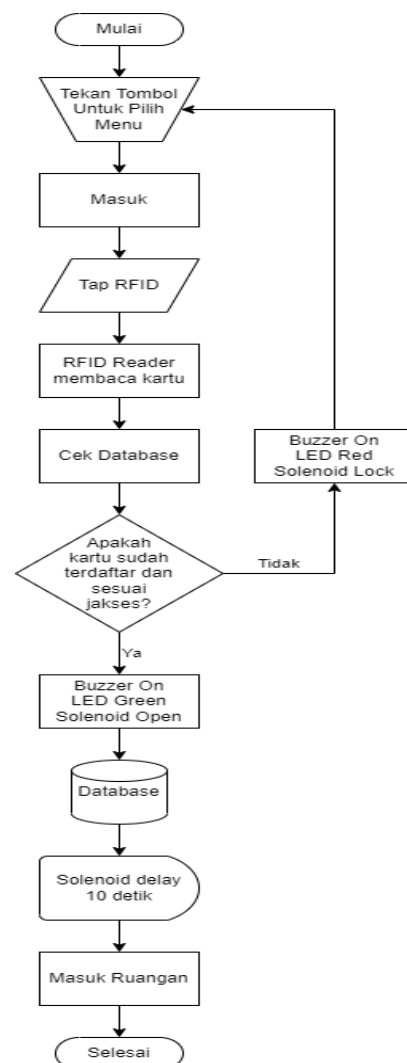 Mulai
Tekan Tombol
Untuk Pilih
Menu
Masuk
Tap RFID
RFID Reader
membaca kartu
Cek Database
Buzzer On
LED Red
Solenoid Lock
Apakah
kartu sudah
terdaftar dan
sesuai
jakses?
Tidak
Ya
Buzzer On
LED Green
Solenoid Open
Database
Solenoid delay
10 detik
Masuk Ruangan
Selesai